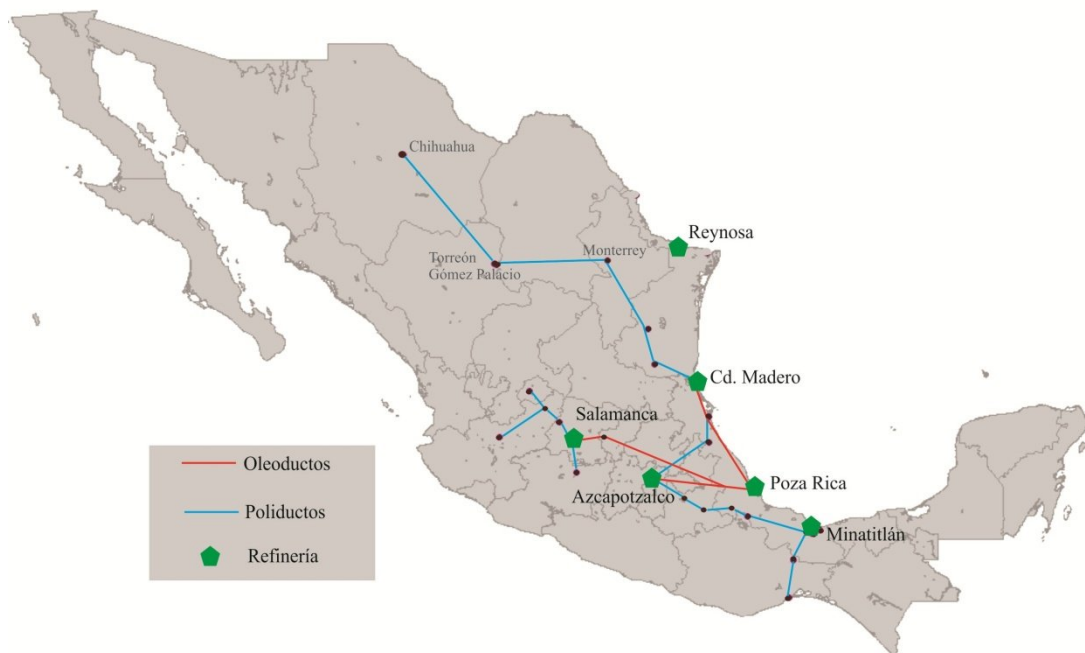 Chihuahua
Reynosa
Torreón
Gómez Palacio
Monterrey
Cd. Madero
Salamanca
Azcapotzalco
Poza Rica
Minatitlán
Oleoductos
Poliductos
Refinería